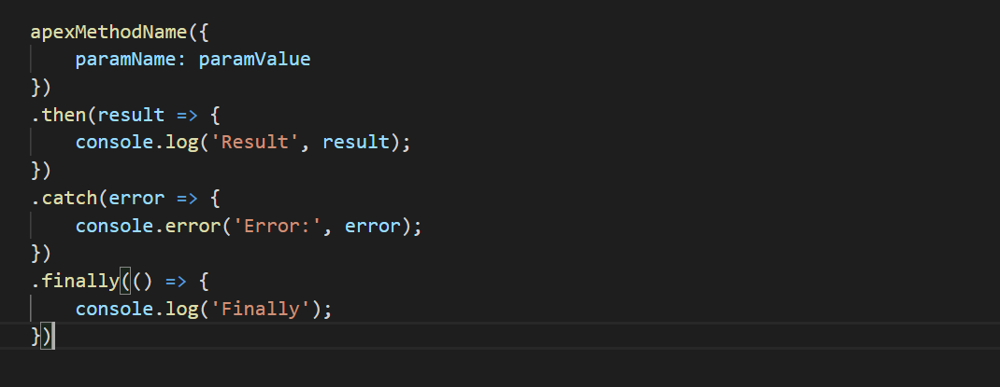 apexMethodName({
    paramName: paramValue
})
.then(result => {
    console.log('Result', result);
})
.catch(error => {
    console.error('Error:', error);
})
.finally(() => {
    console.log('Finally');
})